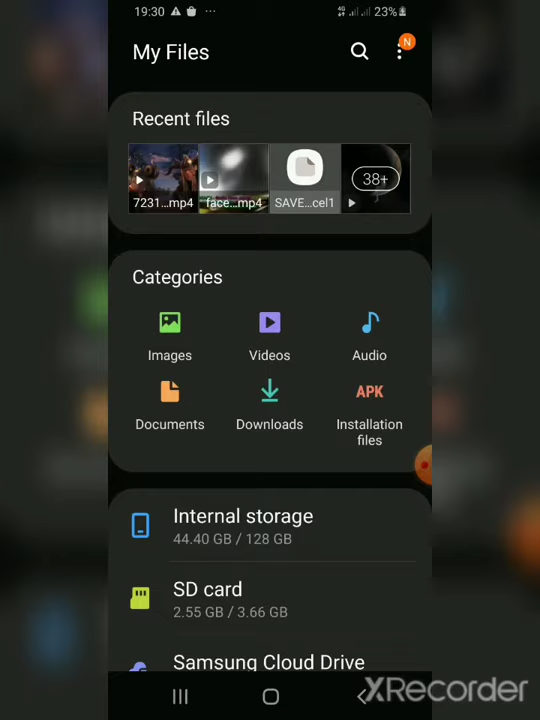 19:30
4G
23%
My Files
N
Recent files
7231...mp4
face...mp4
SAVE...cel1
38+
Categories
Images
Videos
Audio
APK
Documents
Downloads
Installation
files
Internal storage
44.40 GB / 128 GB
SD card
2.55 GB / 3.66 GB
Samsung Cloud Drive
XRecorder